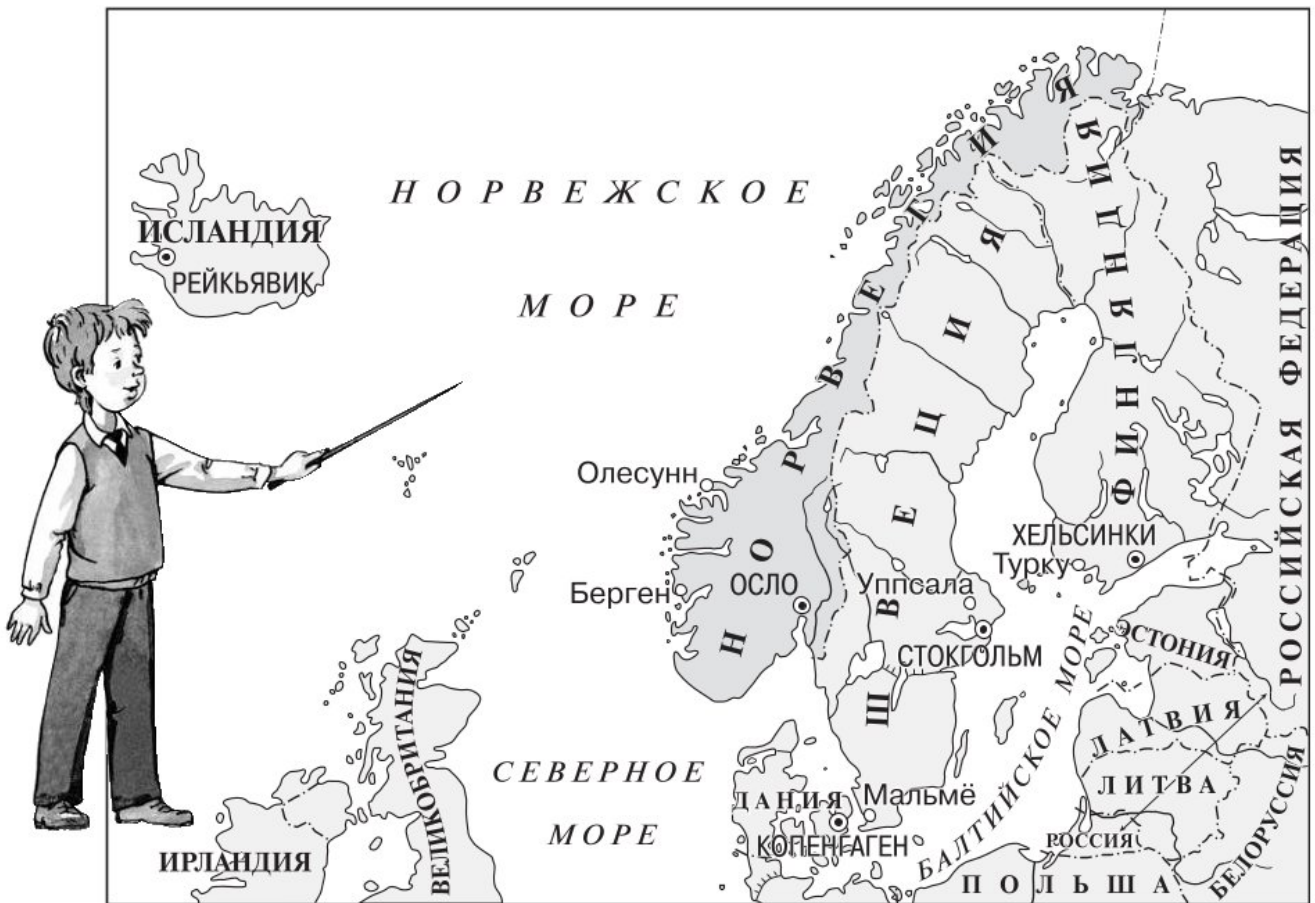 НОРВЕЖСКОЕ
МОРЕ
ИСЛАНДИЯ
РЕЙКЬЯВИК
НОРВЕГИЯ
ШВЕЦИЯ
ФИНЛЯНДИЯ
РОССИЙСКАЯ ФЕДЕРАЦИЯ
Олесунн
Берген
ОСЛО
Уппсала
СТОКГОЛЬМ
ХЕЛЬСИНКИ
Турку
ЭСТОНИЯ
ЛАТВИЯ
ЛИТВА
РОССИЯ
БЕЛОРУССИЯ
ПОЛЬША
БАЛТИЙСКОЕ МОРЕ
СЕВЕРНОЕ
МОРЕ
ДАНИЯ
Мальмё
КОПЕНГАГЕН
ВЕЛИКОБРИТАНИЯ
ИРЛАНДИЯ